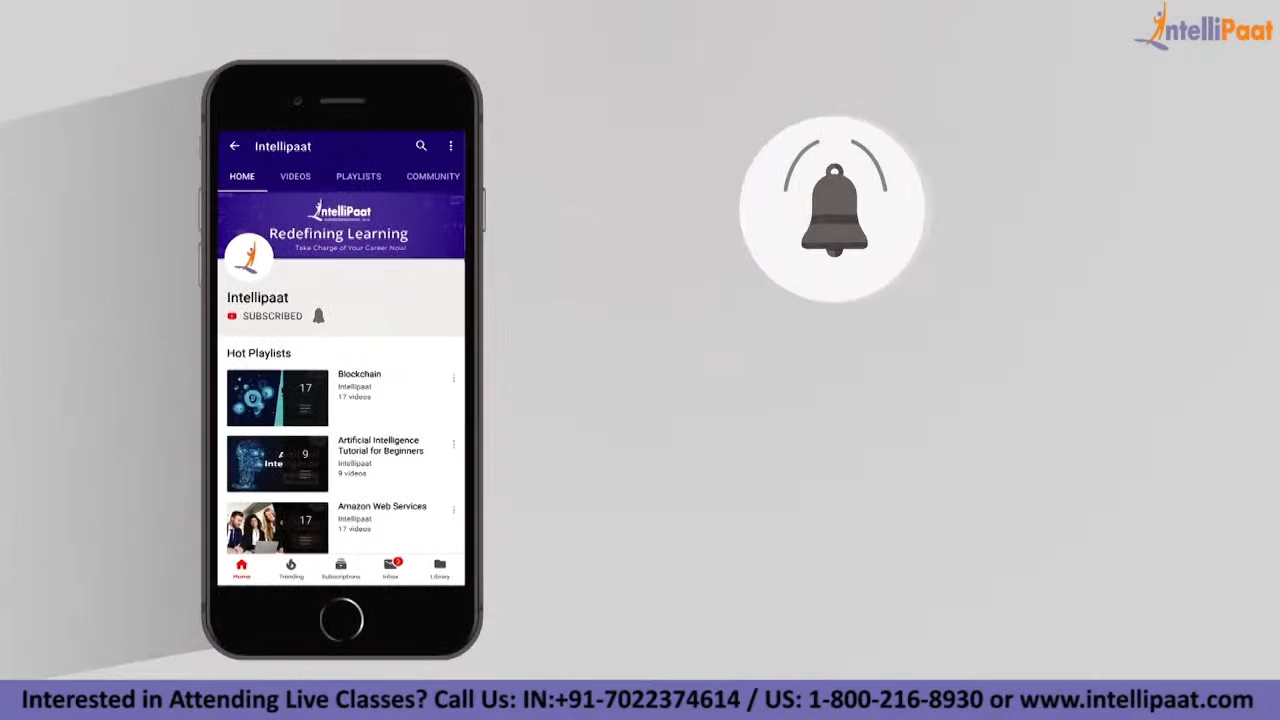 IntelliPaat
Intellipaat
HOME VIDEOS PLAYLISTS COMMUNITY
IntelliPaat
Redefining Learning
Take Charge of Your Career Now!
Intellipaat
SUBSCRIBED
Hot Playlists
17
Blockchain
Intellipaat
17 videos
9
Inte
Artificial Intelligence
Tutorial for Beginners
Intellipaat
9 videos
17
Amazon Web Services
Intellipaat
17 videos
Home Trending Subscriptions Inbox Library
Interested in Attending Live Classes? Call Us: IN:+91-7022374614 / US: 1-800-216-8930 or www.intellipaat.com